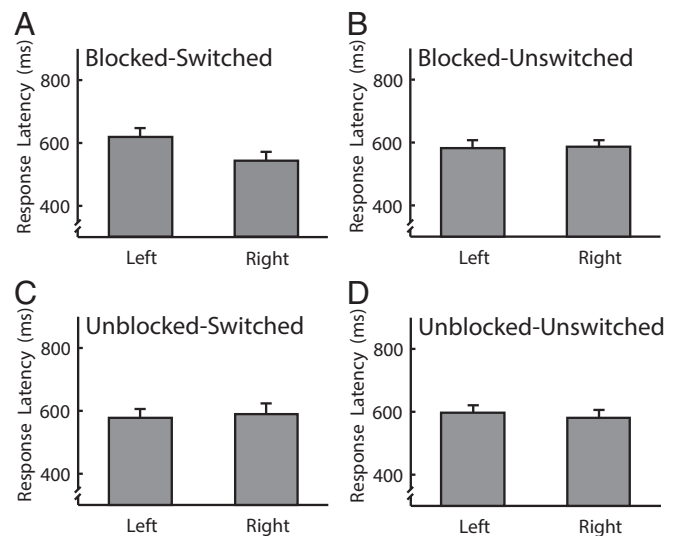 A
Blocked-Switched
Response Latency (ms)
800
600
400
Left Right
B
Blocked-Unswitched
Response Latency (ms)
800
600
400
Left Right
C
Unblocked-Switched
Response Latency (ms)
800
600
400
Left Right
D
Unblocked-Unswitched
Response Latency (ms)
800
600
400
Left Right